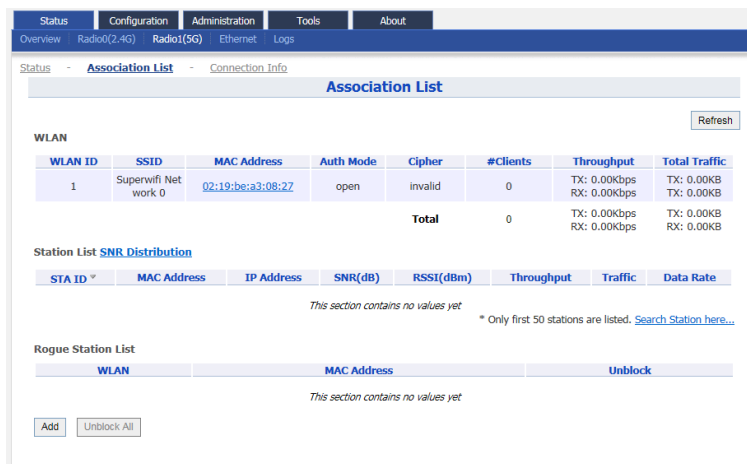 Status Configuration Administration Tools About
Overview Radio0(2.4G) Radio1(5G) Ethernet Logs
Status - Association List - Connection Info
Association List
Refresh
WLAN
WLAN ID SSID MAC Address Auth Mode Cipher #Clients Throughput Total Traffic
1 Superwifi Net work 0 02:19:be:a3:08:27 open invalid 0 TX: 0.00Kbps TX: 0.00KB
RX: 0.00Kbps TX: 0.00KB
Total 0 TX: 0.00Kbps TX: 0.00KB
RX: 0.00Kbps RX: 0.00KB
Station List SNR Distribution
STA ID MAC Address IP Address SNR(dB) RSSI(dBm) Throughput Traffic Data Rate
This section contains no values yet
* Only first 50 stations are listed. Search Station here...
Rogue Station List
WLAN MAC Address Unblock
This section contains no values yet
Add Unblock All